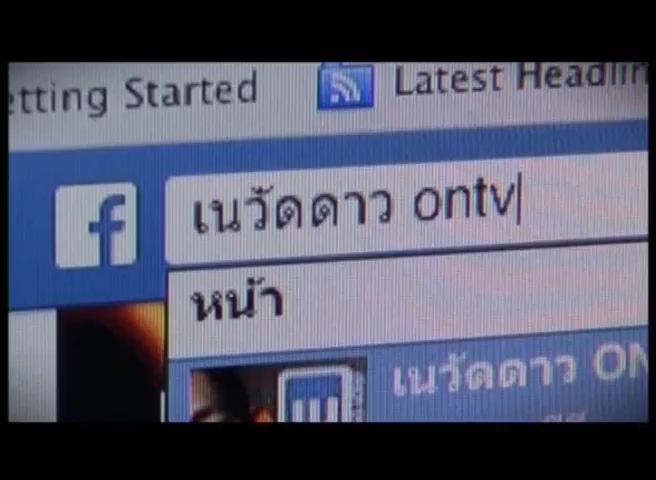 etting Started
Latest Headlin
f
เนวัดดาว ontv
หน้า
เนวัดดาว ON